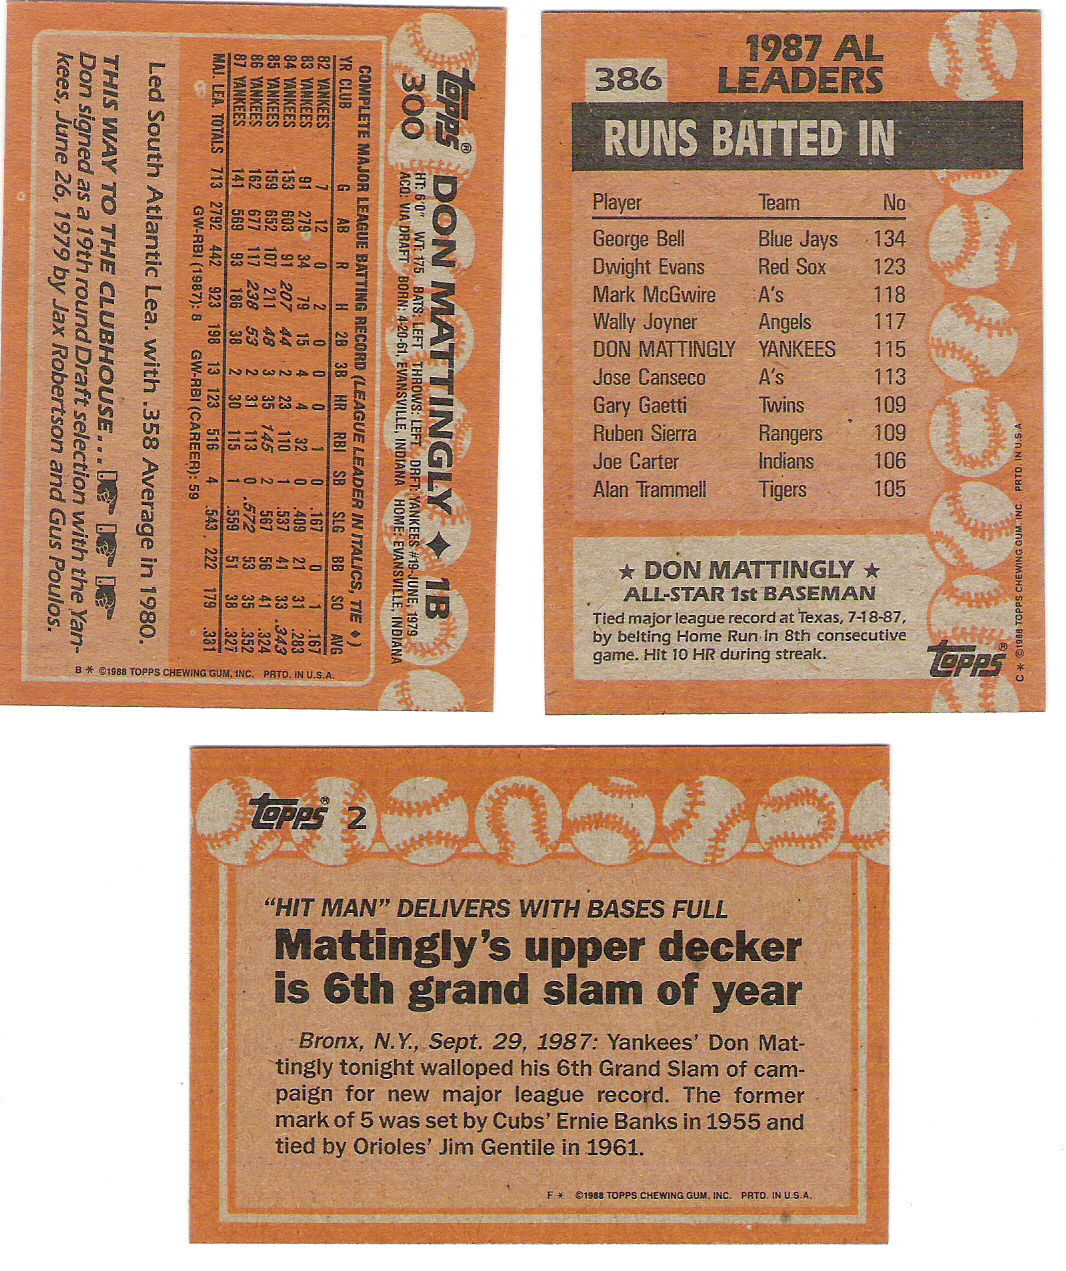 Topps®
300
DON MATTINGLY ♦ 1B
HT: 6'0" WT: 175 BATS: LEFT THROWS: LEFT DRFT: YANKEES #19-JUNE, 1979
ACQ: VIA DRAFT BORN: 4-20-61, EVANSVILLE, INDIANA HOME: EVANSVILLE, INDIANA
COMPLETE MAJOR LEAGUE BATTING RECORD (LEAGUE LEADER IN ITALICS, TIE ♦)
YR CLUB G AB R H 2B 3B HR RBI SB SLG BB SO AVG
82 YANKEES 7 12 0 2 0 0 0 1 0 .167 0 1 .167
83 YANKEES 91 279 34 79 15 4 4 32 0 .409 21 31 .283
84 YANKEES 153 603 91 207 44 2 23 110 1 .537 41 33 .343
85 YANKEES 159 652 107 211 48 3 35 145 2 .567 56 41 .324
86 YANKEES 162 677 117 238 53 2 31 113 0 .572 53 35 .352
87 YANKEES 141 569 93 186 38 2 30 115 1 .559 51 38 .327
MAJ. LEA. TOTALS 713 2792 442 923 198 13 123 516 4 .543 222 179 .331
GW-RBI (1987): 8 GW-RBI (CAREER): 59
Led South Atlantic Lea. with .358 Average in 1980.
THIS WAY TO THE CLUBHOUSE . . .
Don signed as a 19th round Draft selection with the Yan-
kees, June 26, 1979 by Jax Robertson and Gus Poulos.
B * ©1988 TOPPS CHEWING GUM, INC. PRTD. IN U.S.A.
386
1987 AL
LEADERS
RUNS BATTED IN
Player Team No
George Bell Blue Jays 134
Dwight Evans Red Sox 123
Mark McGwire A's 118
Wally Joyner Angels 117
DON MATTINGLY YANKEES 115
Jose Canseco A's 113
Gary Gaetti Twins 109
Ruben Sierra Rangers 109
Joe Carter Indians 106
Alan Trammell Tigers 105
★ DON MATTINGLY ★
ALL-STAR 1st BASEMAN
Tied major league record at Texas, 7-18-87,
by belting Home Run in 8th consecutive
game. Hit 10 HR during streak.
Topps®
C * ©1988 TOPPS CHEWING GUM, INC. PRTD. IN U.S.A.
Topps® 2
"HIT MAN" DELIVERS WITH BASES FULL
Mattingly's upper decker
is 6th grand slam of year
Bronx, N.Y., Sept. 29, 1987: Yankees' Don Mat-
tingly tonight walloped his 6th Grand Slam of cam-
paign for new major league record. The former
mark of 5 was set by Cubs' Ernie Banks in 1955 and
tied by Orioles' Jim Gentile in 1961.
F * ©1988 TOPPS CHEWING GUM, INC. PRTD. IN U.S.A.